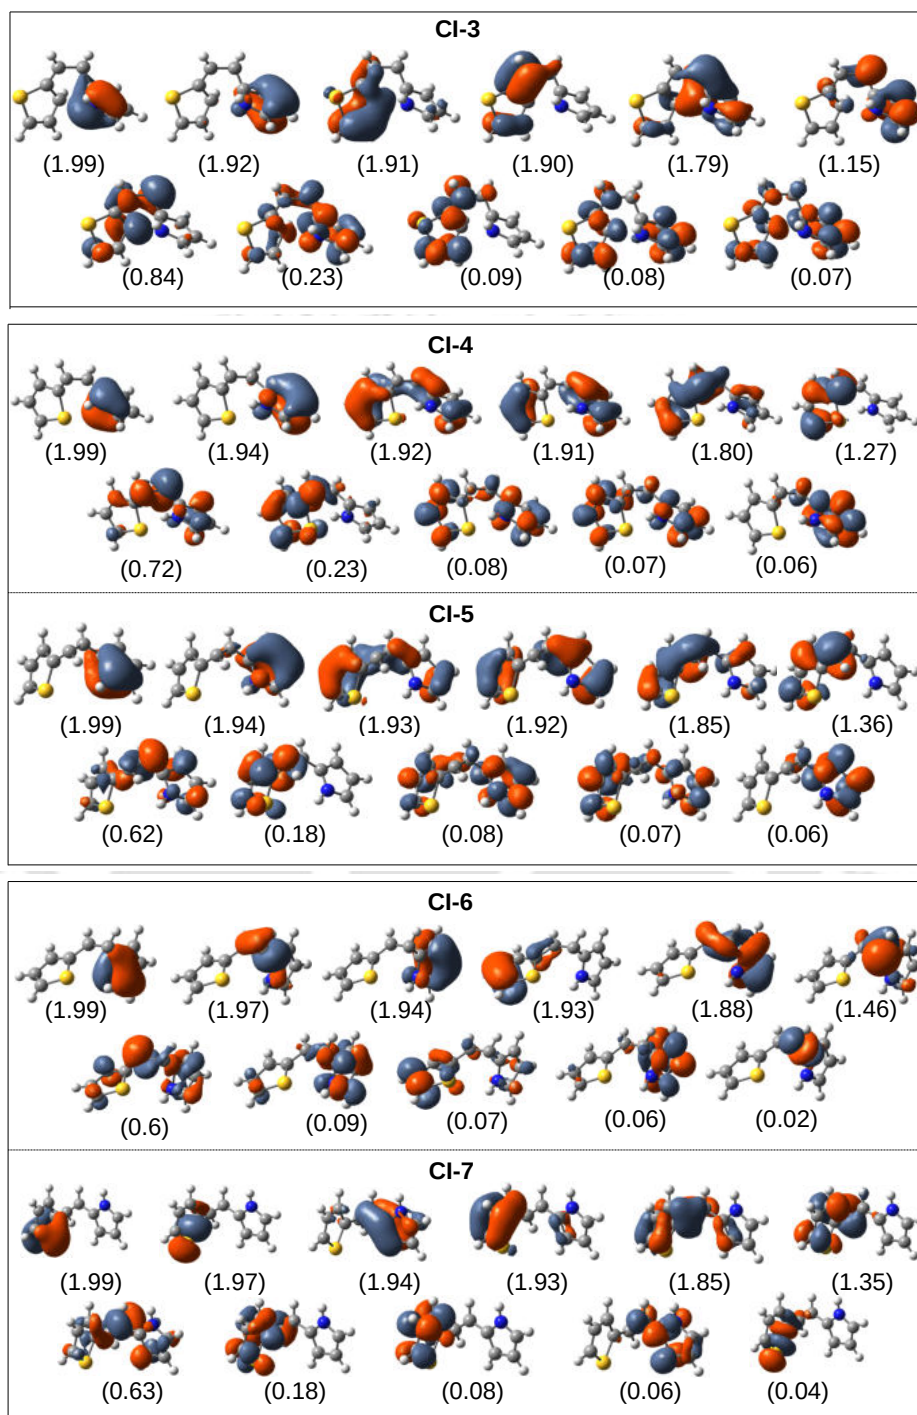 CI-3
(1.99) (1.92) (1.91) (1.90) (1.79) (1.15)
(0.84) (0.23) (0.09) (0.08) (0.07)
CI-4
(1.99) (1.94) (1.92) (1.91) (1.80) (1.27)
(0.72) (0.23) (0.08) (0.07) (0.06)
CI-5
(1.99) (1.94) (1.93) (1.92) (1.85) (1.36)
(0.62) (0.18) (0.08) (0.07) (0.06)
CI-6
(1.99) (1.97) (1.94) (1.93) (1.88) (1.46)
(0.6) (0.09) (0.07) (0.06) (0.02)
CI-7
(1.99) (1.97) (1.94) (1.93) (1.85) (1.35)
(0.63) (0.18) (0.08) (0.06) (0.04)